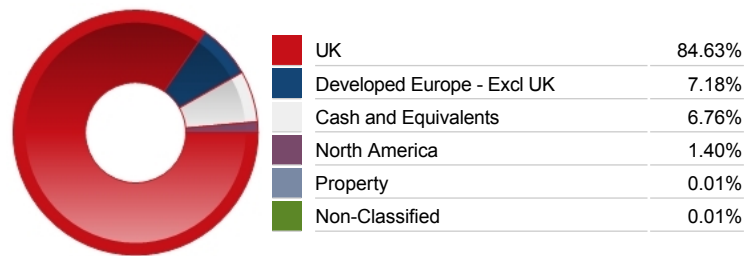 UK 84.63%
Developed Europe - Excl UK 7.18%
Cash and Equivalents 6.76%
North America 1.40%
Property 0.01%
Non-Classified 0.01%